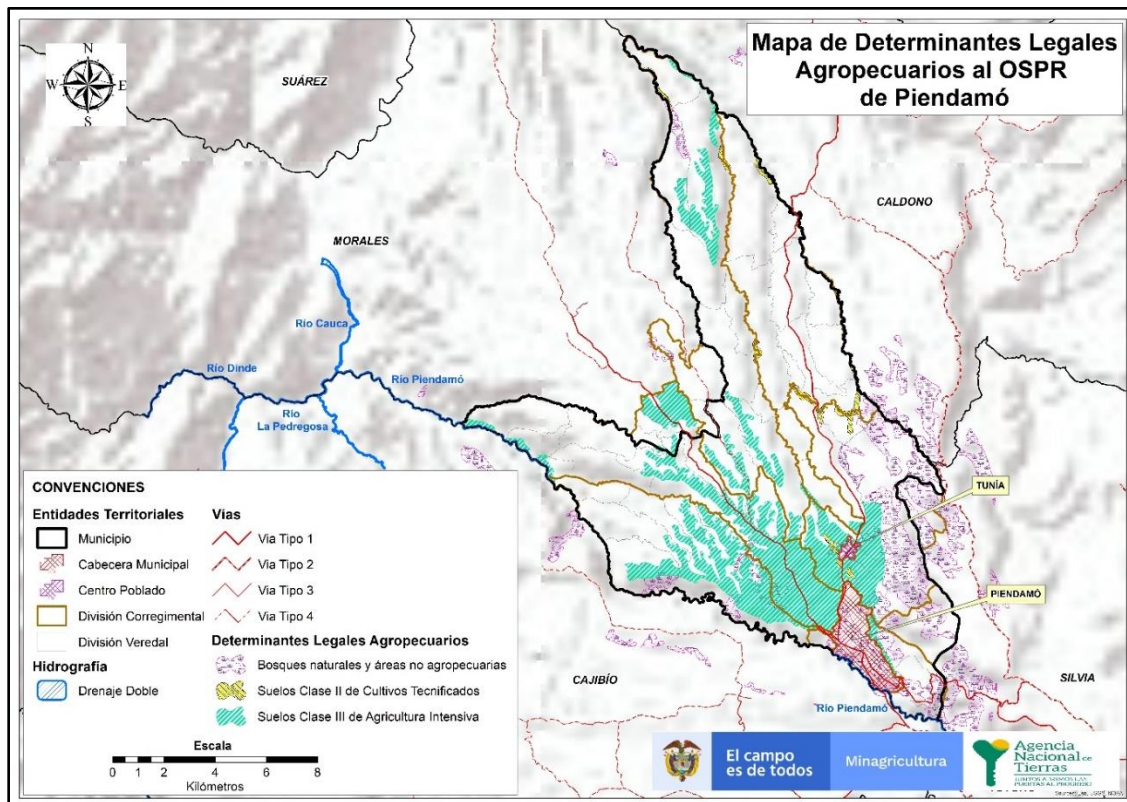 Mapa de Determinantes Legales
Agropecuarios al OSPR
de Piendamó
N
W E
S
SUÁREZ
CALDONO
MORALES
Río Cauca
Río Dinde
Río Piendamó
Río
La Pedregosa
TUNÍA
PIENDAMÓ
CAJIBÍO
SILVIA
Río Piendamó
CONVENCIONES
Entidades Territoriales
Municipio
Cabecera Municipal
Centro Poblado
División Corregimental
División Veredal
Hidrografía
Drenaje Doble
Vias
Via Tipo 1
Via Tipo 2
Via Tipo 3
Via Tipo 4
Determinantes Legales Agropecuarios
Bosques naturales y áreas no agropecuarias
Suelos Clase II de Cultivos Tecnificados
Suelos Clase III de Agricultura Intensiva
Escala
0 1 2 4 6 8
Kilómetros
El campo
es de todos
Minagricultura
Agencia
Nacional de
Tierras